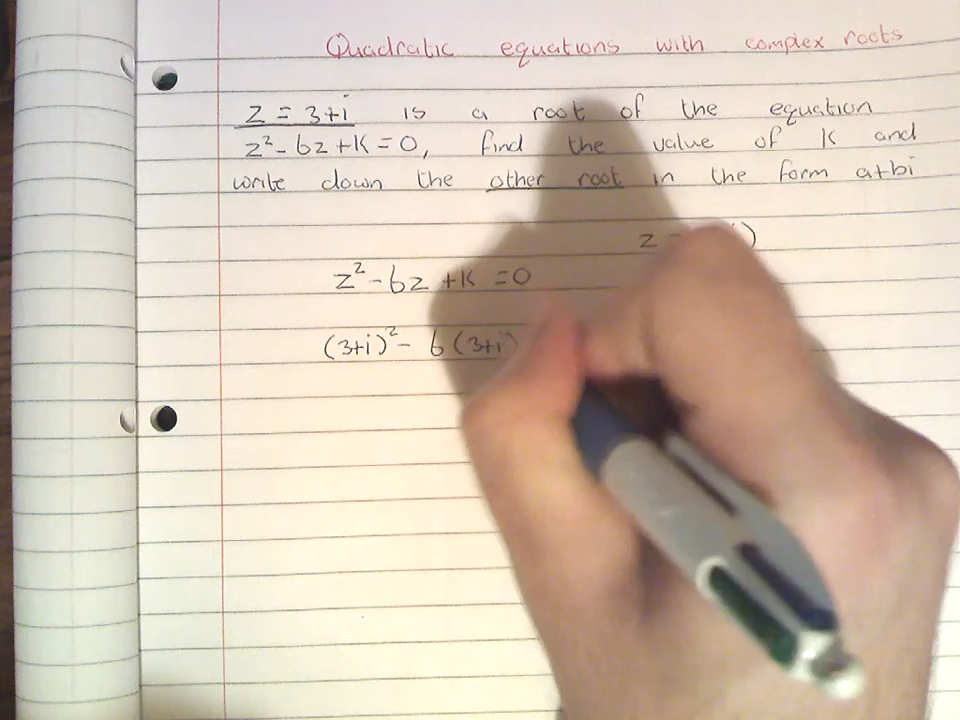 Quadratic equations with complex roots
z = 3+i is a root of the equation
z² - 6z + K = 0, find the value of K and
write down the other root in the form a+bi
z
z² - 6z + K = 0
(3+i)² - 6(3+i)